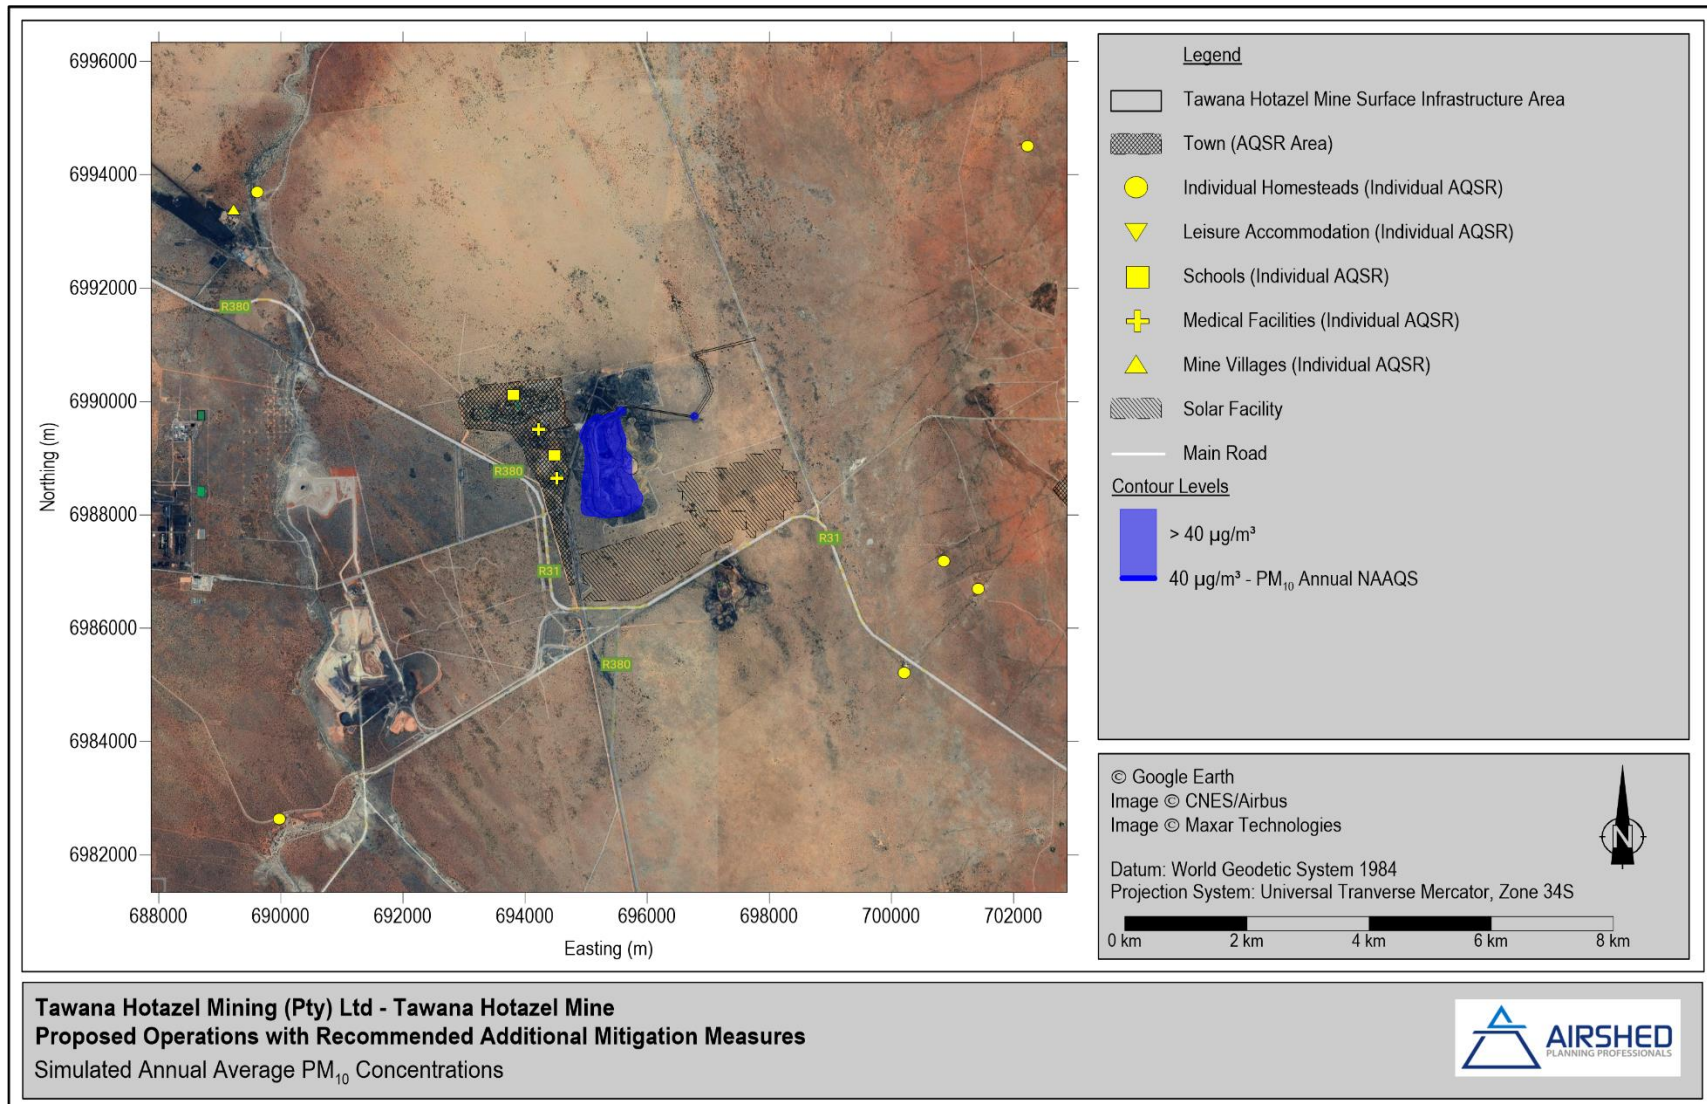 6996000
6994000
6992000
6990000
6988000
6986000
6984000
6982000
Northing (m)
688000 690000 692000 694000 696000 698000 700000 702000
Easting (m)
R380
R380
R31
R31
R380
Legend
Tawana Hotazel Mine Surface Infrastructure Area
Town (AQSR Area)
Individual Homesteads (Individual AQSR)
Leisure Accommodation (Individual AQSR)
Schools (Individual AQSR)
Medical Facilities (Individual AQSR)
Mine Villages (Individual AQSR)
Solar Facility
Main Road
Contour Levels
> 40 µg/m³
40 µg/m³ - PM₁₀ Annual NAAQS
© Google Earth
Image © CNES/Airbus
Image © Maxar Technologies
Datum: World Geodetic System 1984
Projection System: Universal Tranverse Mercator, Zone 34S
N
0 km 2 km 4 km 6 km 8 km
Tawana Hotazel Mining (Pty) Ltd - Tawana Hotazel Mine
Proposed Operations with Recommended Additional Mitigation Measures
Simulated Annual Average PM₁₀ Concentrations
AIRSHED
PLANNING PROFESSIONALS